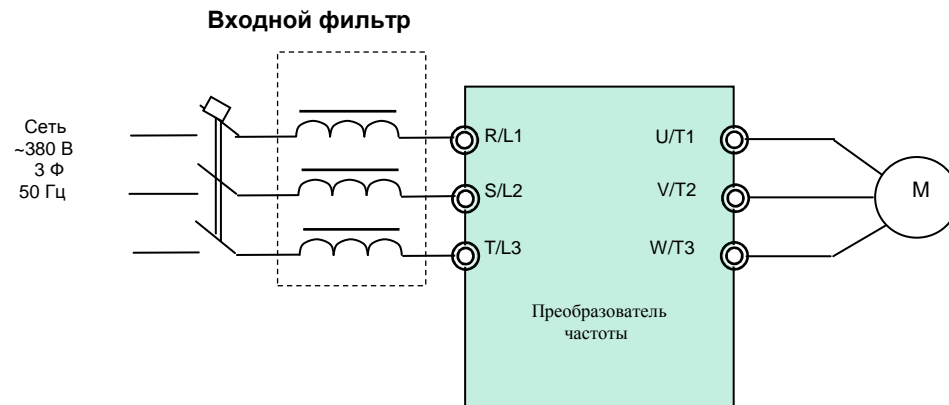 Входной фильтр
Сеть
~380 В
3 Ф
50 Гц
R/L1
U/T1
S/L2
V/T2
M
T/L3
W/T3
Преобразователь
частоты